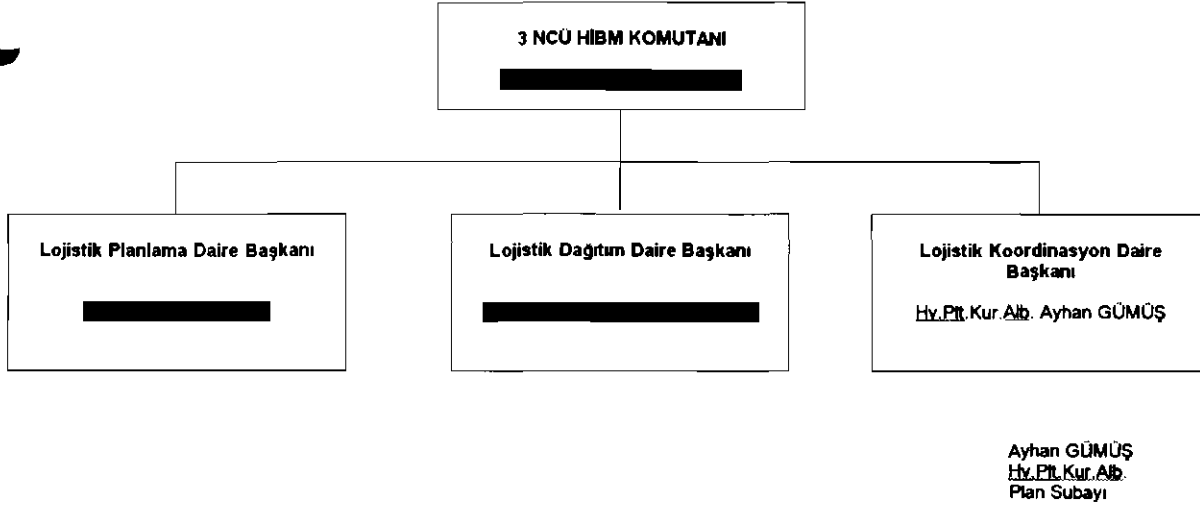 3 NCÜ HİBM KOMUTANI
Lojistik Planlama Daire Başkanı
Lojistik Dağıtım Daire Başkanı
Lojistik Koordinasyon Daire
Başkanı
Hv.Plt.Kur.Alb. Ayhan GÜMÜŞ
Ayhan GÜMÜŞ
Hv.Plt.Kur.Alb.
Plan Subayı